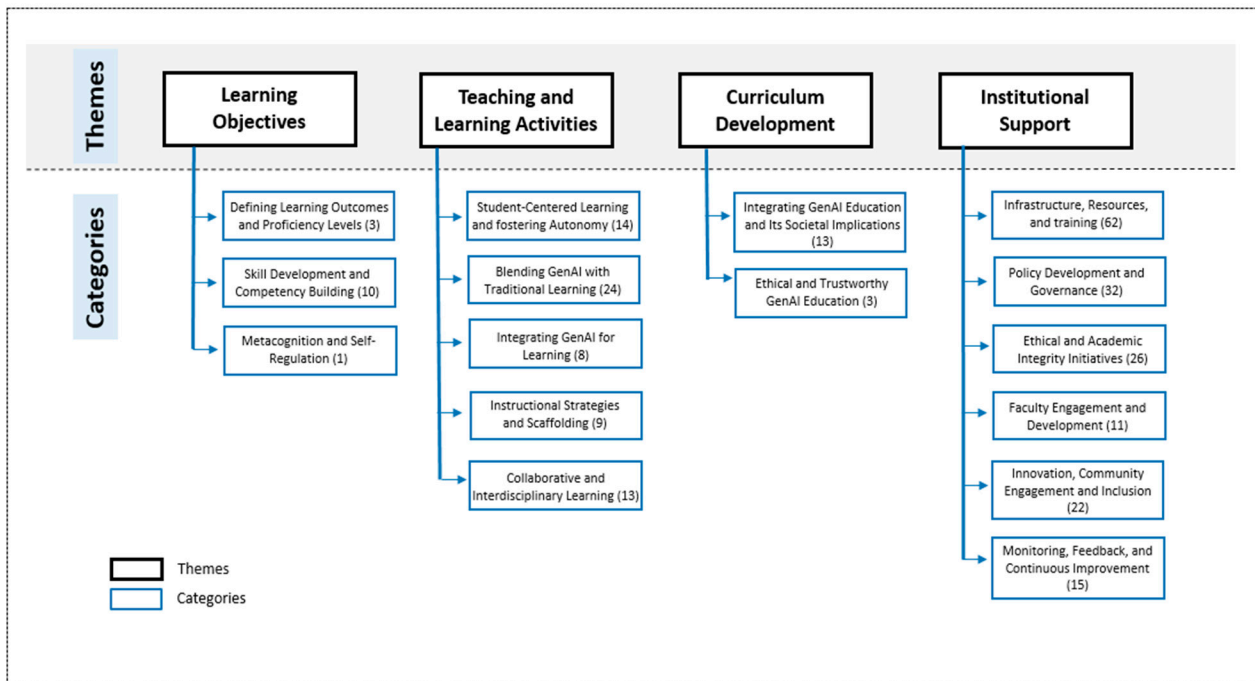 Themes
Learning
Objectives
Teaching and
Learning Activities
Curriculum
Development
Institutional
Support
Categories
Defining Learning Outcomes
and Proficiency Levels (3)
Skill Development and
Competency Building (10)
Metacognition and Self-
Regulation (1)
Student-Centered Learning
and fostering Autonomy (14)
Blending GenAI with
Traditional Learning (24)
Integrating GenAI for
Learning (8)
Instructional Strategies
and Scaffolding (9)
Collaborative and
Interdisciplinary Learning (13)
Integrating GenAI Education
and Its Societal Implications
(13)
Ethical and Trustworthy
GenAI Education (3)
Infrastructure, Resources,
and training (62)
Policy Development and
Governance (32)
Ethical and Academic
Integrity Initiatives (26)
Faculty Engagement and
Development (11)
Innovation, Community
Engagement and Inclusion
(22)
Monitoring, Feedback, and
Continuous Improvement
(15)
Themes
Categories